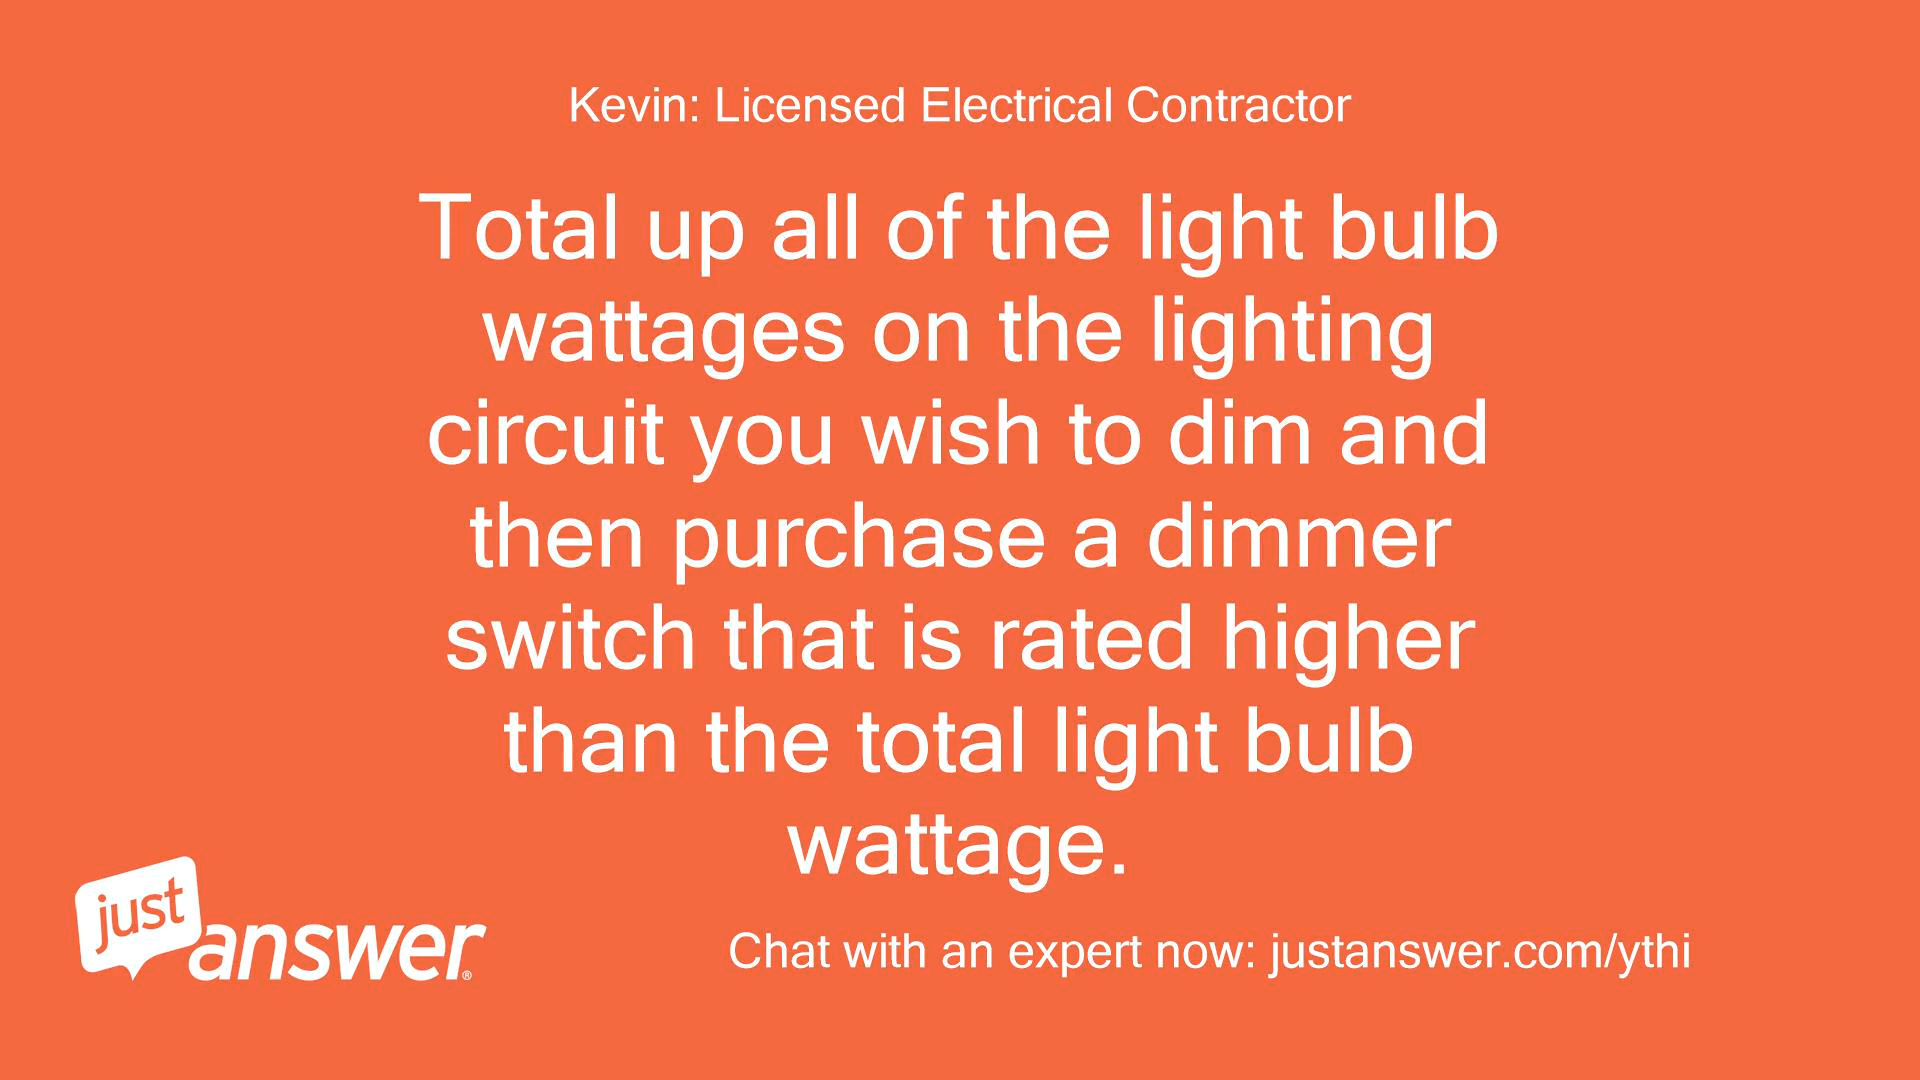 Kevin: Licensed Electrical Contractor
Total up all of the light bulb
wattages on the lighting
circuit you wish to dim and
then purchase a dimmer
switch that is rated higher
than the total light bulb
wattage.
just
answer®
Chat with an expert now: justanswer.com/ythi